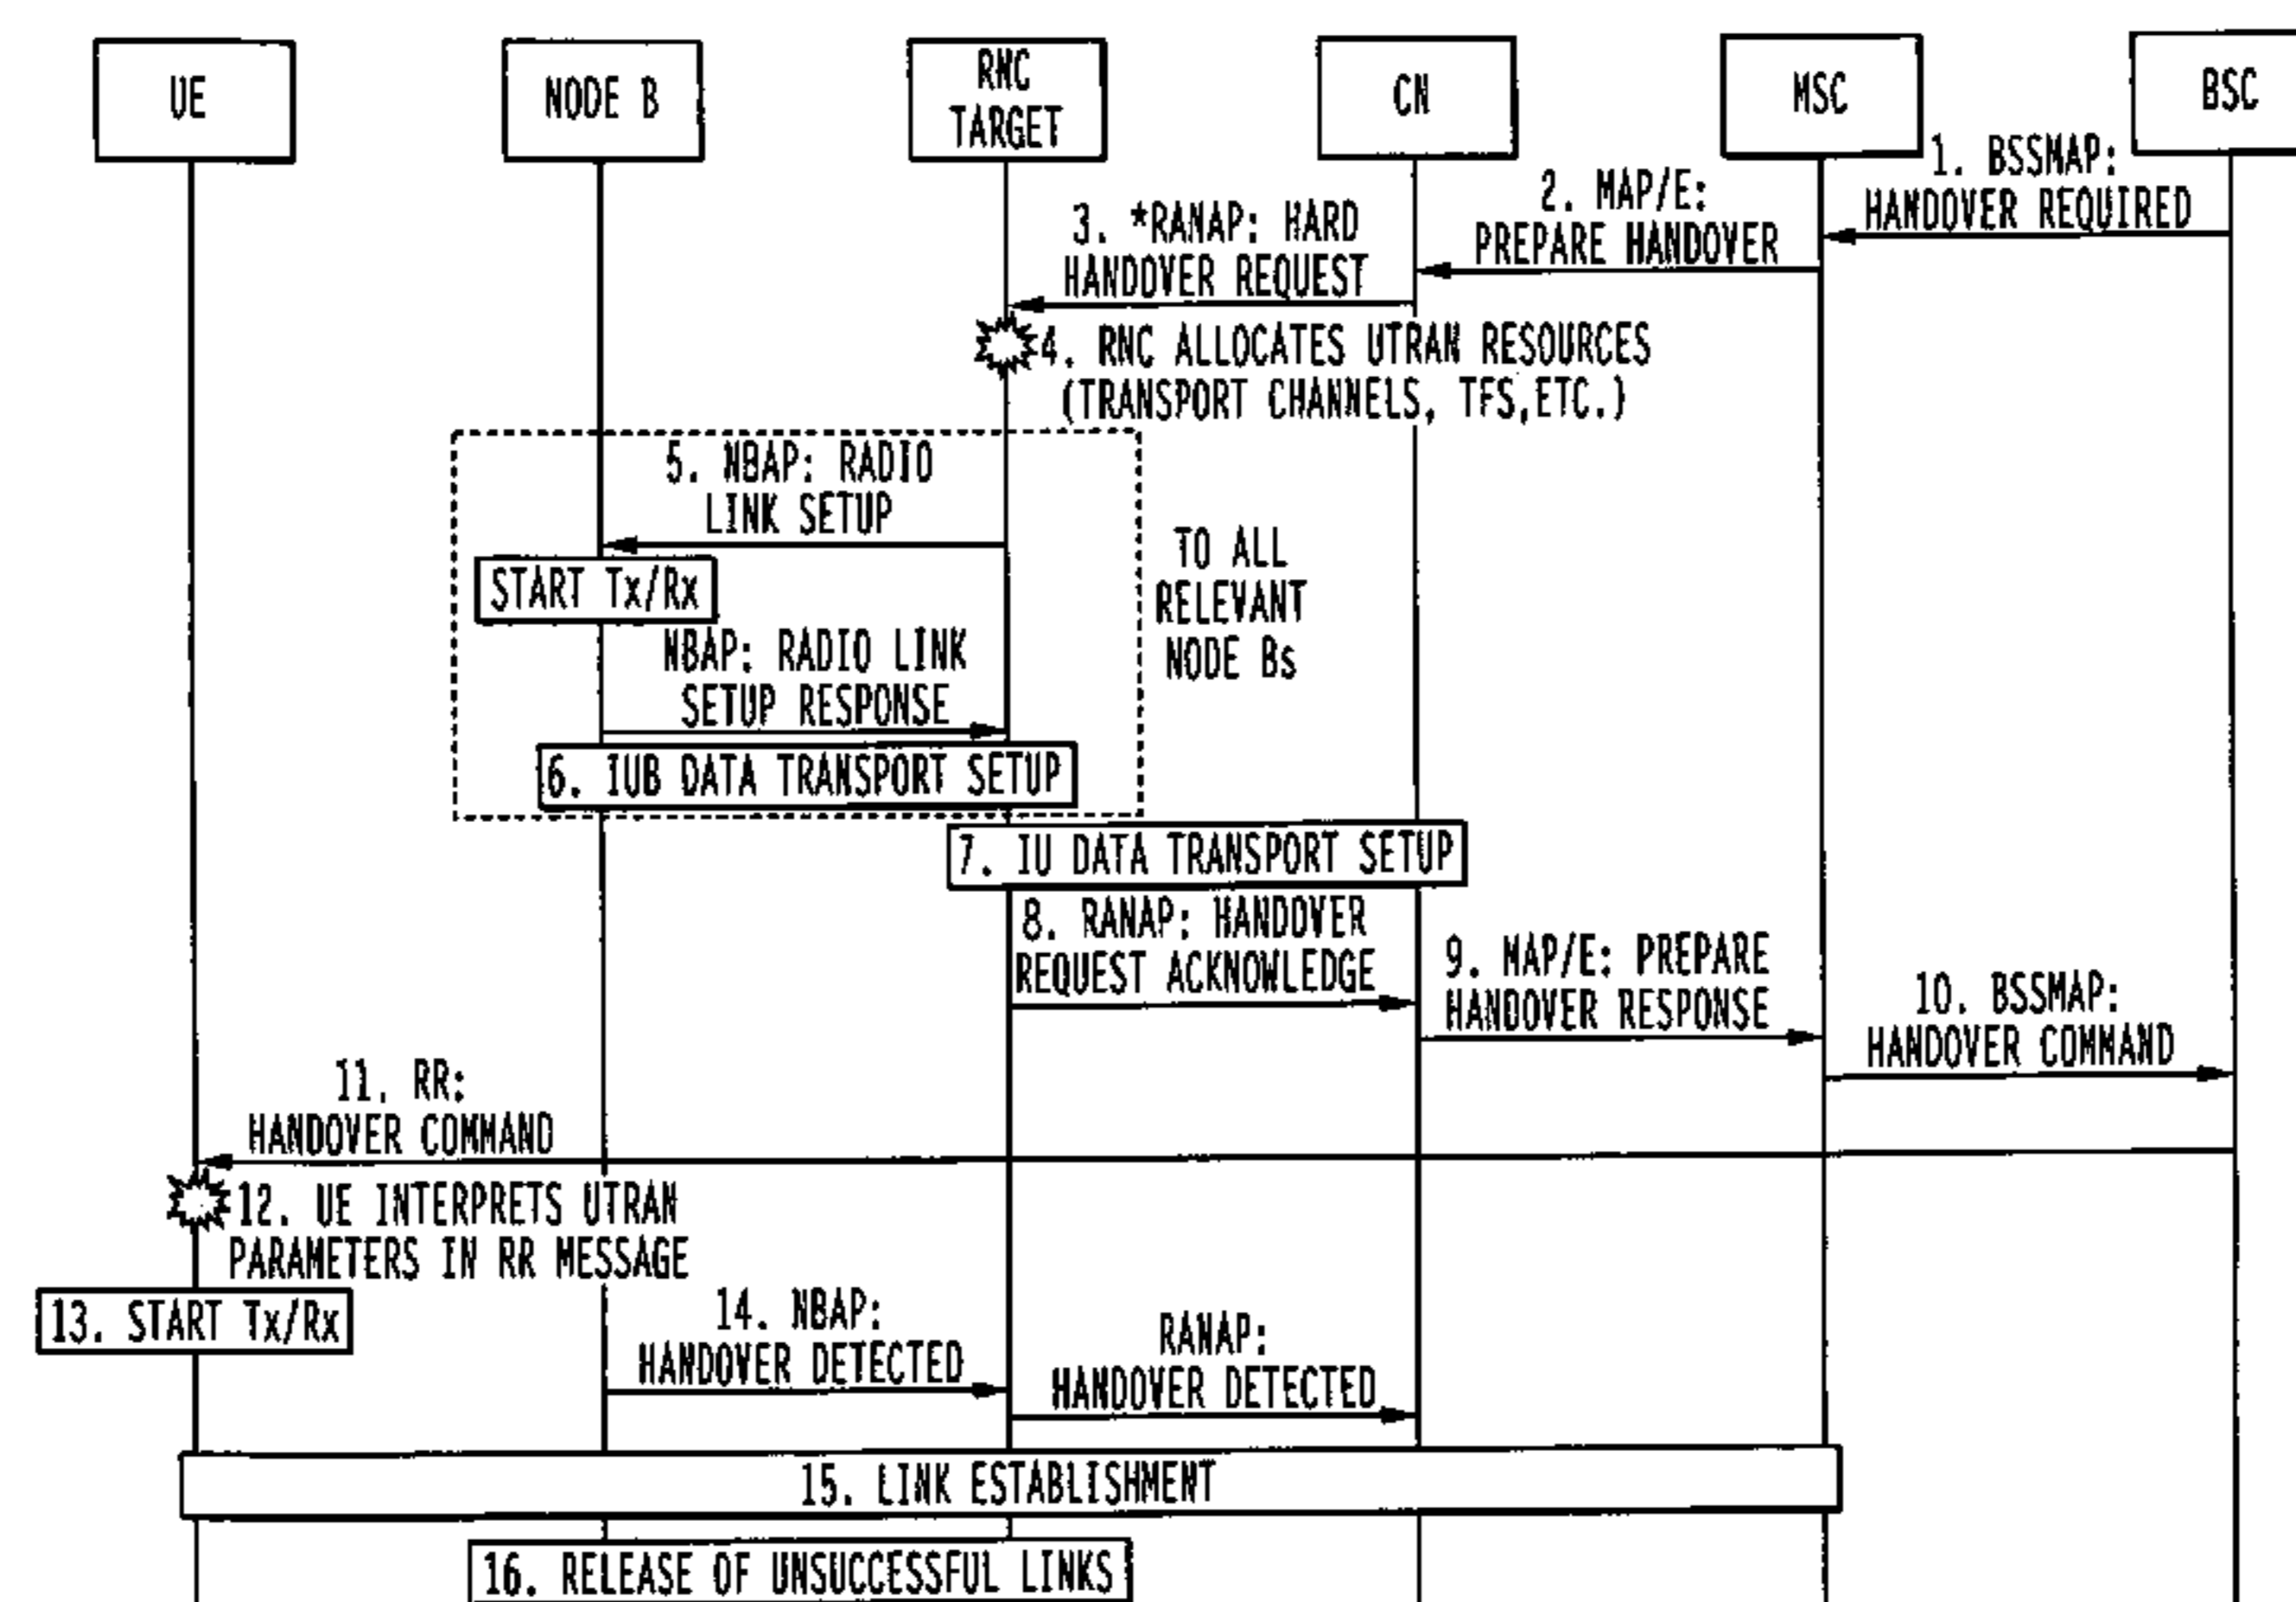 UE
NODE B
RNC
TARGET
CN
MSC
BSC
1. BSSMAP:
HANDOVER REQUIRED
2. MAP/E:
PREPARE HANDOVER
3. *RANAP: HARD
HANDOVER REQUEST
4. RNC ALLOCATES UTRAN RESOURCES
(TRANSPORT CHANNELS, TFS,ETC.)
5. NBAP: RADIO
LINK SETUP
START Tx/Rx
TO ALL
RELEVANT
NODE Bs
NBAP: RADIO LINK
SETUP RESPONSE
6. IUB DATA TRANSPORT SETUP
7. IU DATA TRANSPORT SETUP
8. RANAP: HANDOVER
REQUEST ACKNOWLEDGE
9. MAP/E: PREPARE
HANDOVER RESPONSE
10. BSSMAP:
HANDOVER COMMAND
11. RR:
HANDOVER COMMAND
12. UE INTERPRETS UTRAN
PARAMETERS IN RR MESSAGE
13. START Tx/Rx
14. NBAP:
HANDOVER DETECTED
RANAP:
HANDOVER DETECTED
15. LINK ESTABLISHMENT
16. RELEASE OF UNSUCCESSFUL LINKS